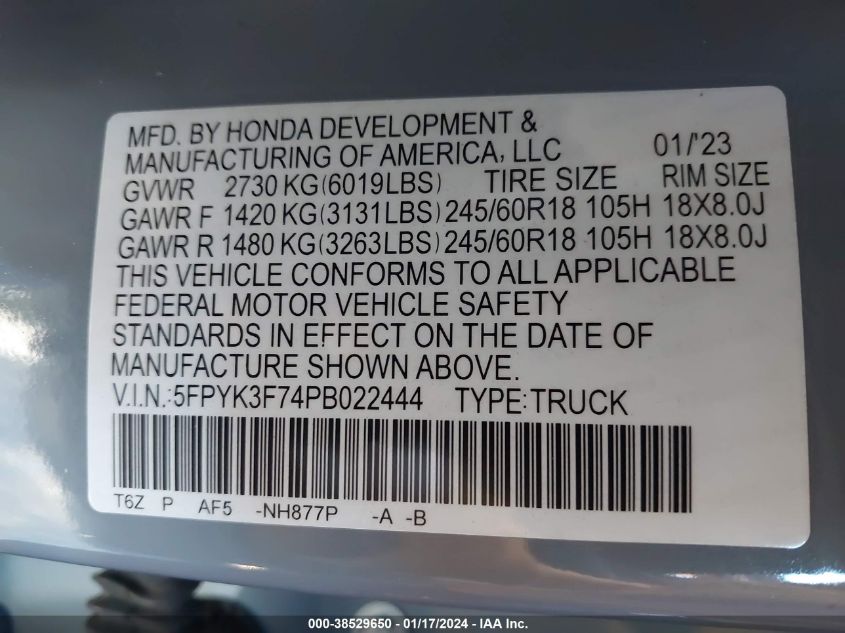 MFD. BY HONDA DEVELOPMENT &
MANUFACTURING OF AMERICA, LLC 01/'23
GVWR 2730 KG(6019LBS) TIRE SIZE RIM SIZE
GAWR F 1420 KG(3131LBS) 245/60R18 105H 18X8.0J
GAWR R 1480 KG(3263LBS) 245/60R18 105H 18X8.0J
THIS VEHICLE CONFORMS TO ALL APPLICABLE
FEDERAL MOTOR VEHICLE SAFETY
STANDARDS IN EFFECT ON THE DATE OF
MANUFACTURE SHOWN ABOVE.
V.I.N.:5FPYK3F74PB022444 TYPE:TRUCK
T6Z P AF5 -NH877P -A -B
000-38529650 - 01/17/2024 - IAA Inc.